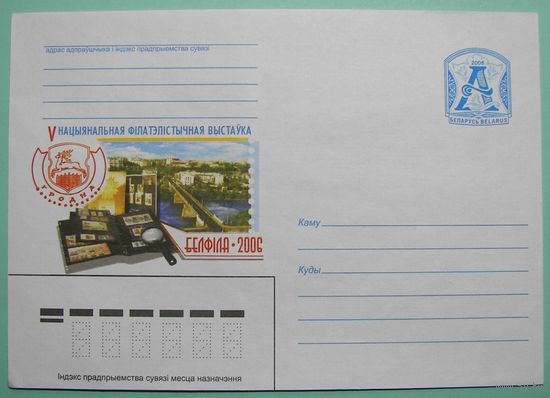 адрас адпраўшчыка і індэкс прадпрыемства сувязі
2006
А
БЕЛАРУСЬ BELARUS
V НАЦЫЯНАЛЬНАЯ ФІЛАТЭЛІСТЫЧНАЯ ВЫСТАЎКА
ГРОДНА
БЕЛФІЛА • 2006
Каму
Куды
Індэкс прадпрыемства сувязі месца назначэння